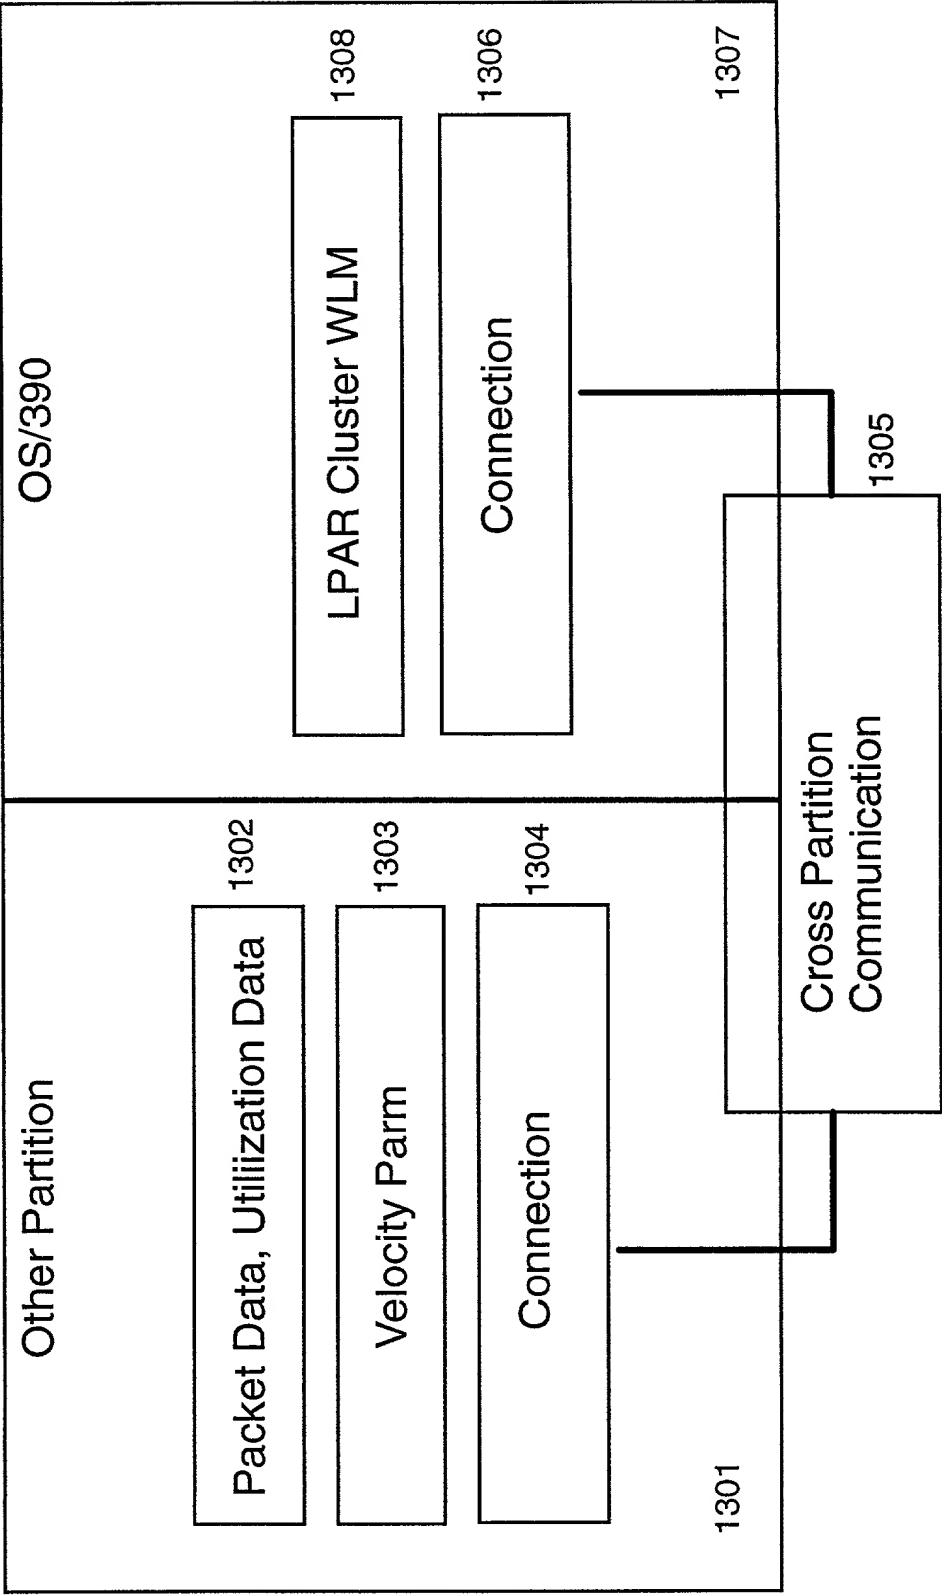 Other Partition
OS/390
Packet Data, Utiliization Data
1302
Velocity Parm
1303
Connection
1304
1301
LPAR Cluster WLM
1308
Connection
1306
1307
Cross Partition
Communication
1305